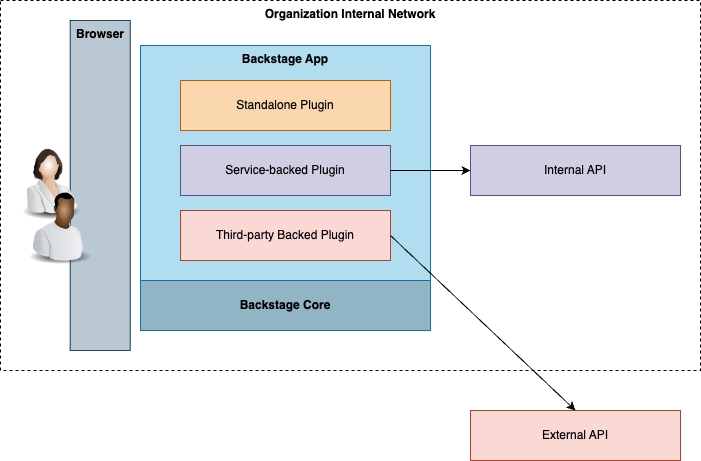 Organization Internal Network
Browser
Backstage App
Standalone Plugin
Service-backed Plugin
Internal API
Third-party Backed Plugin
Backstage Core
External API